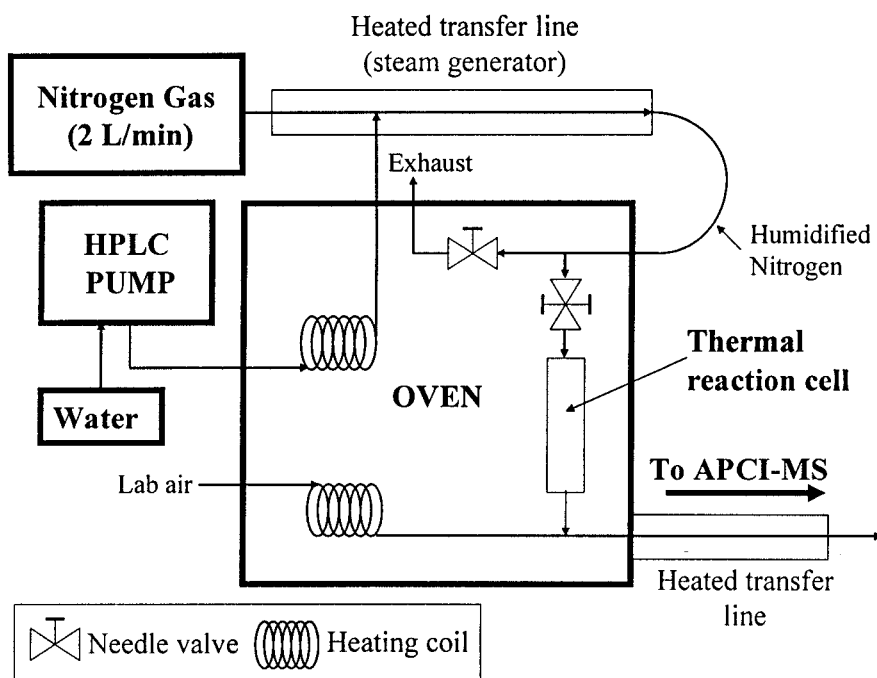 Heated transfer line
(steam generator)
Nitrogen Gas
(2 L/min)
Exhaust
HPLC
PUMP
Humidified
Nitrogen
Thermal
reaction cell
OVEN
Water
To APCI-MS
Lab air
Heated transfer
line
Needle valve
Heating coil